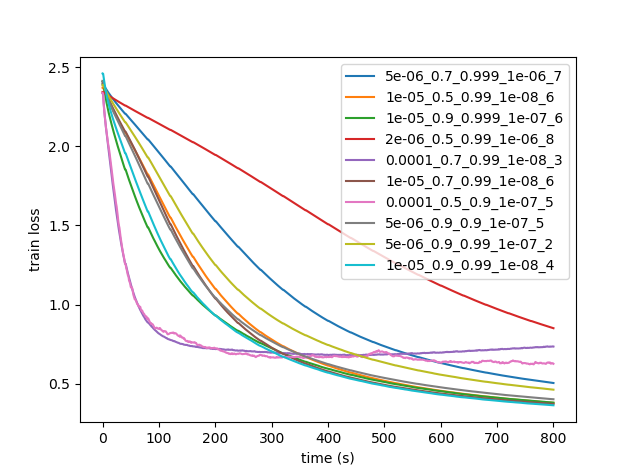 2.5
2.0
1.5
1.0
0.5
train loss
0
100
200
300
400
500
600
700
800
time (s)
5e-06_0.7_0.999_1e-06_7
1e-05_0.5_0.99_1e-08_6
1e-05_0.9_0.999_1e-07_6
2e-06_0.5_0.99_1e-06_8
0.0001_0.7_0.99_1e-08_3
1e-05_0.7_0.99_1e-08_6
0.0001_0.5_0.9_1e-07_5
5e-06_0.9_0.9_1e-07_5
5e-06_0.9_0.99_1e-07_2
1e-05_0.9_0.99_1e-08_4